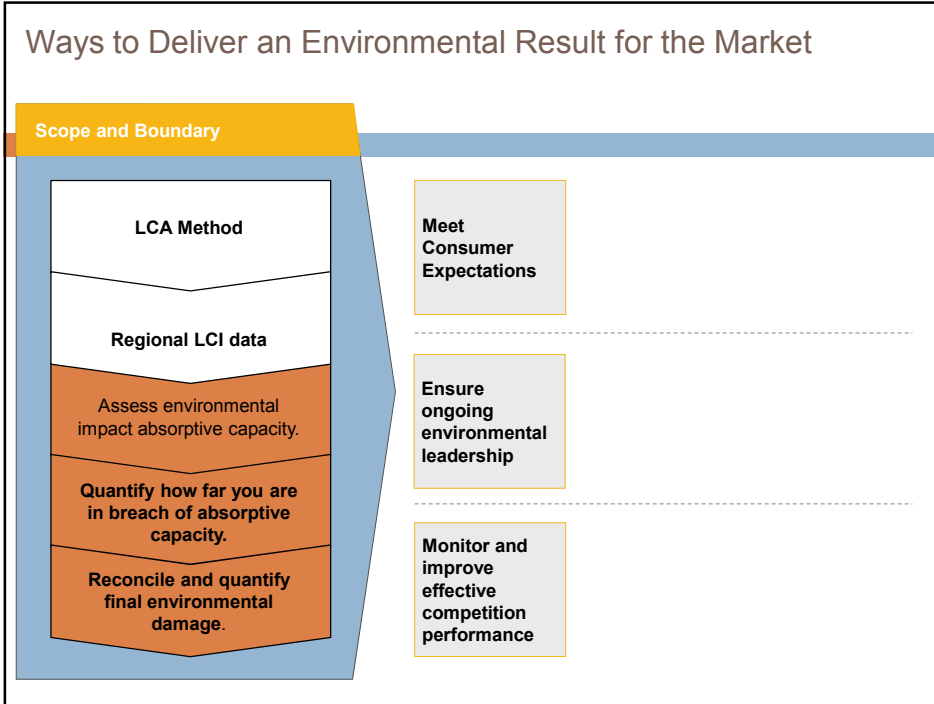 Ways to Deliver an Environmental Result for the Market
Scope and Boundary
LCA Method
Regional LCI data
Assess environmental
impact absorptive capacity.
Quantify how far you are
in breach of absorptive
capacity.
Reconcile and quantify
final environmental
damage.
Meet
Consumer
Expectations
Ensure
ongoing
environmental
leadership
Monitor and
improve
effective
competition
performance